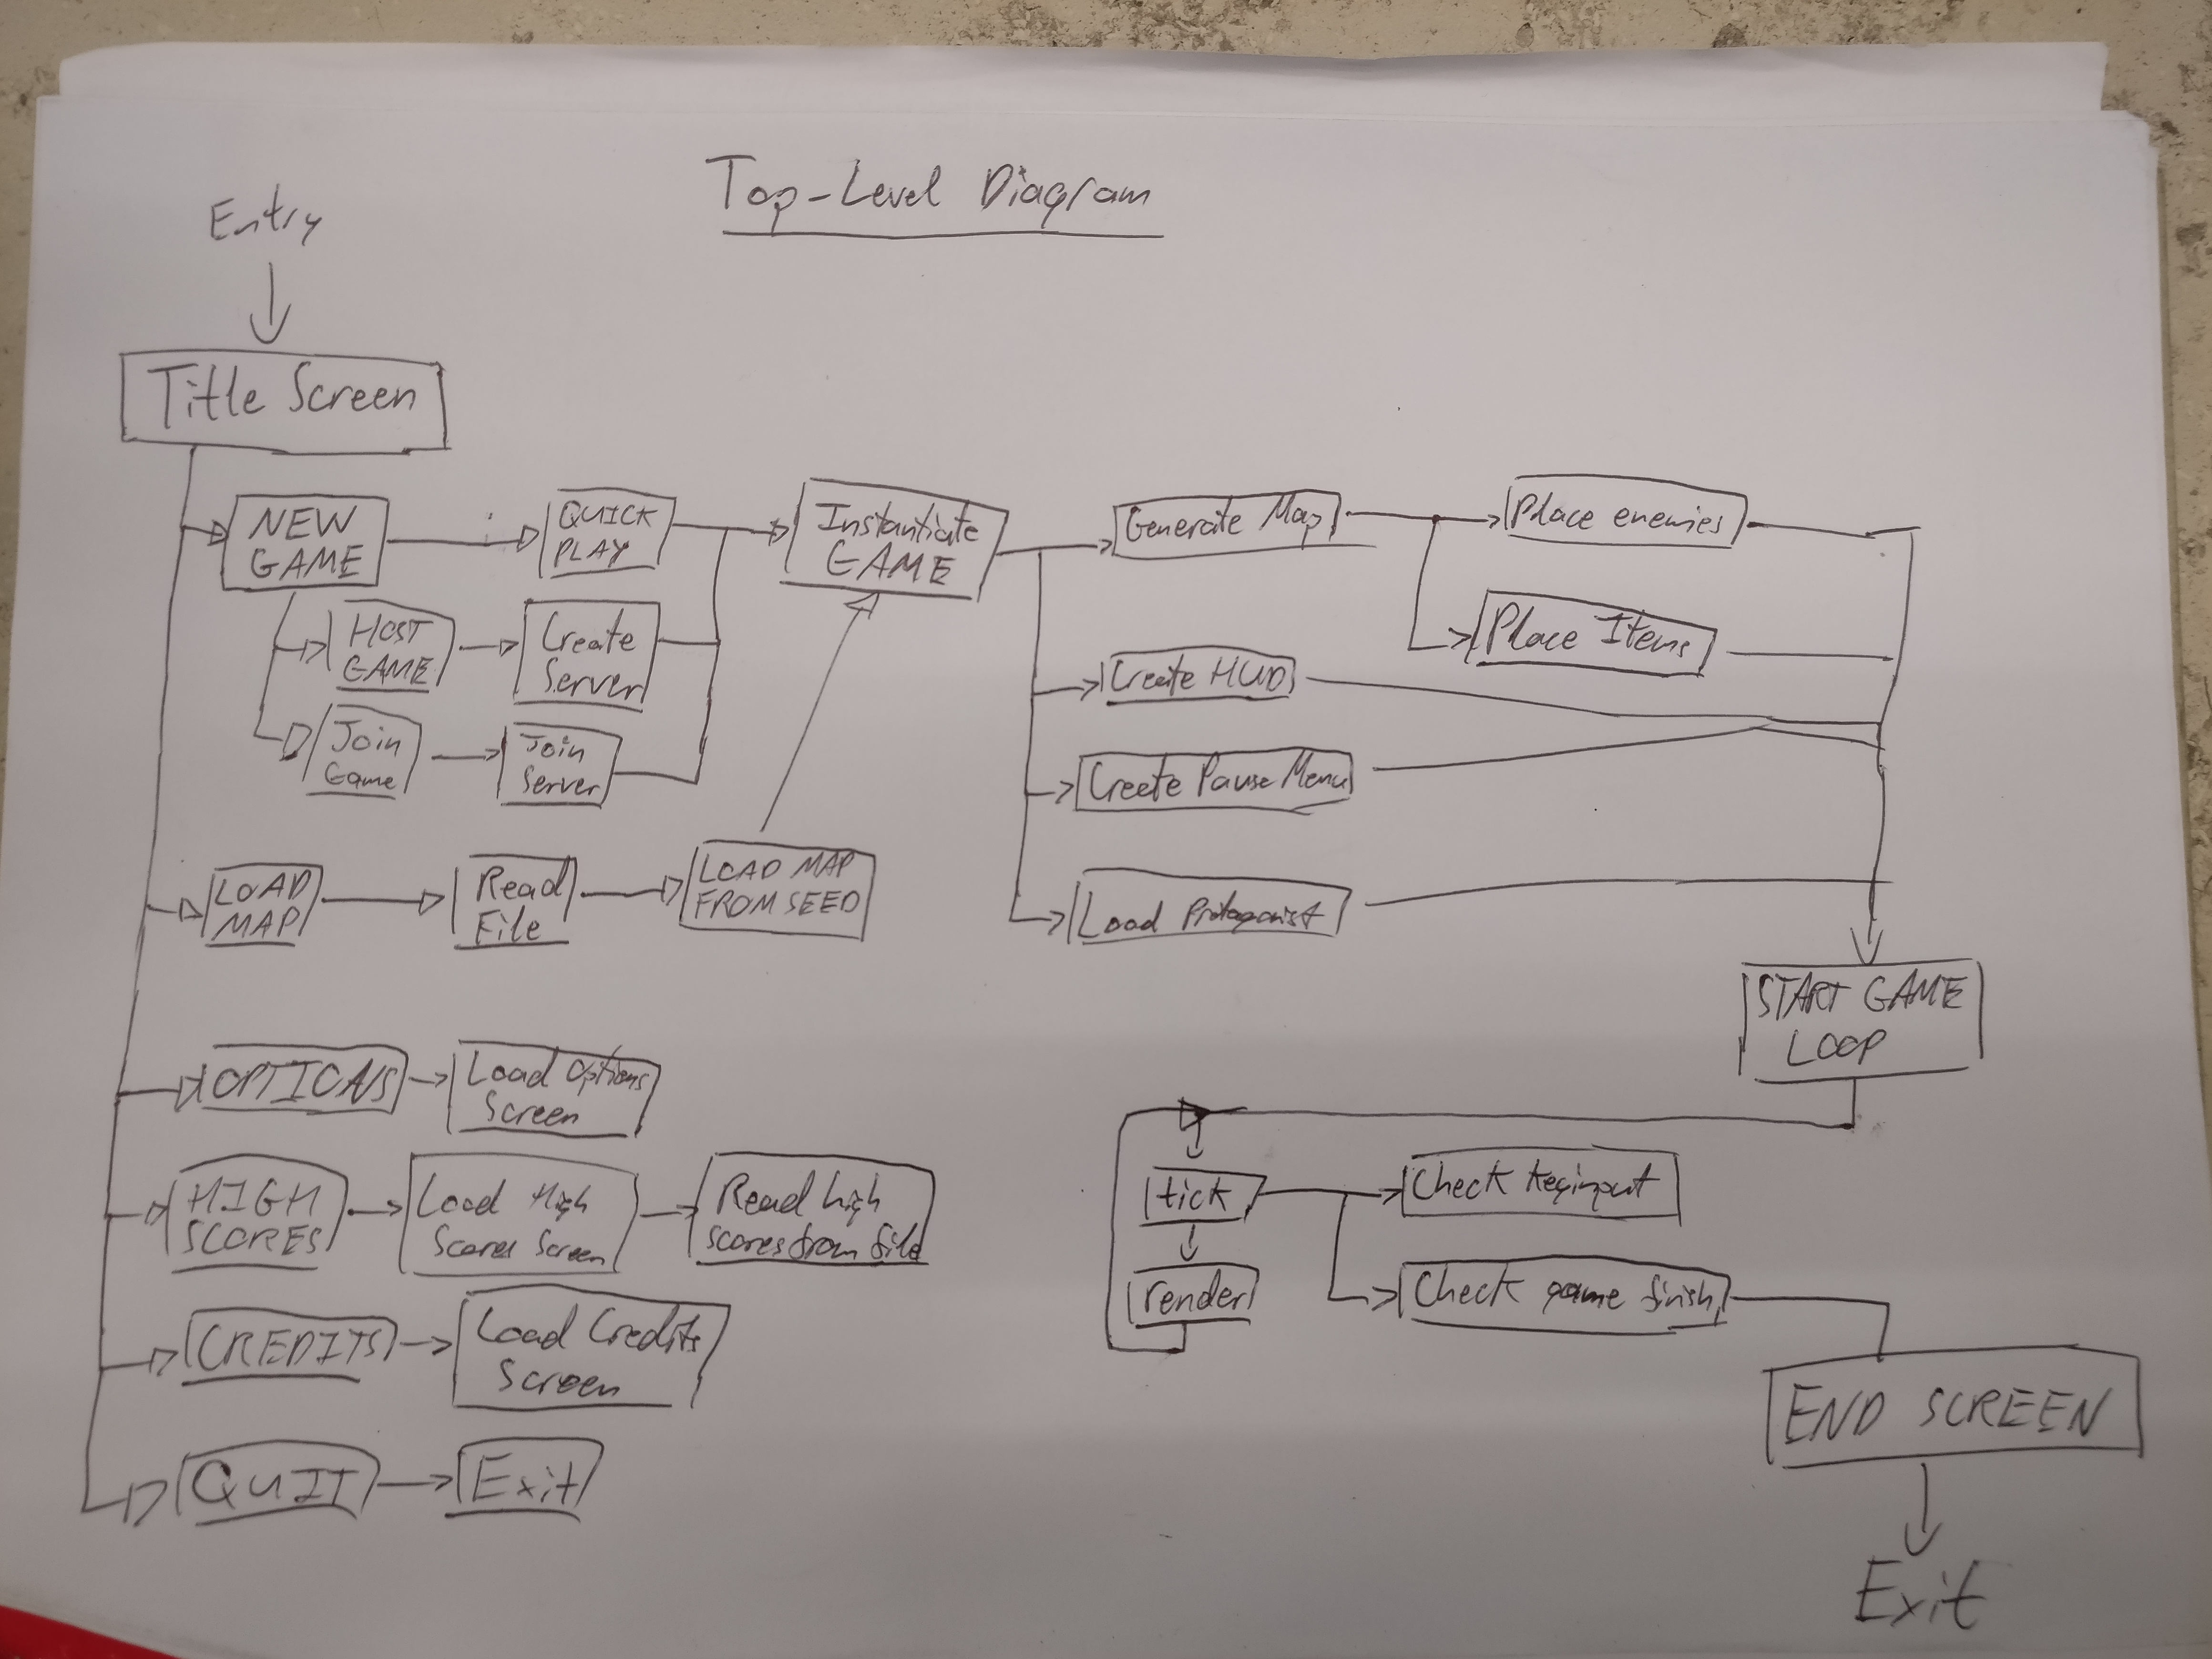 Top-Level Diagram
Entry
Title Screen
NEW
GAME
QUICK
PLAY
Instantiate
GAME
Generate Map
Place enemies
HOST
GAME
Create
Server
Place Items
Create HUD
Join
Game
Join
Server
Create Pause Menu
LOAD
MAP
Read
File
LOAD MAP
FROM SEED
Load Protagonist
START GAME
LOOP
OPTIONS
Load Options
Screen
HIGH
SCORES
Load High
Scores Screen
Read high
scores from file
tick
Check Keyinput
render
Check game finish
CREDITS
Load Credits
Screen
END SCREEN
QUIT
Exit
Exit